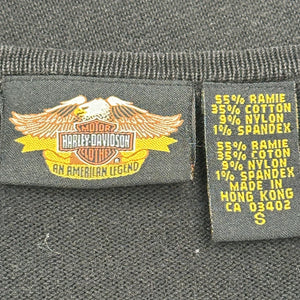 MOTOR
HARLEY-DAVIDSON
CLOTHES
®
AN AMERICAN LEGEND
55% RAMIE
35% COTTON
9% NYLON
1% SPANDEX
55% RAMIE
35% COTON
9% NYLON
1% SPANDEX
MADE IN
HONG KONG
CA 03402
S